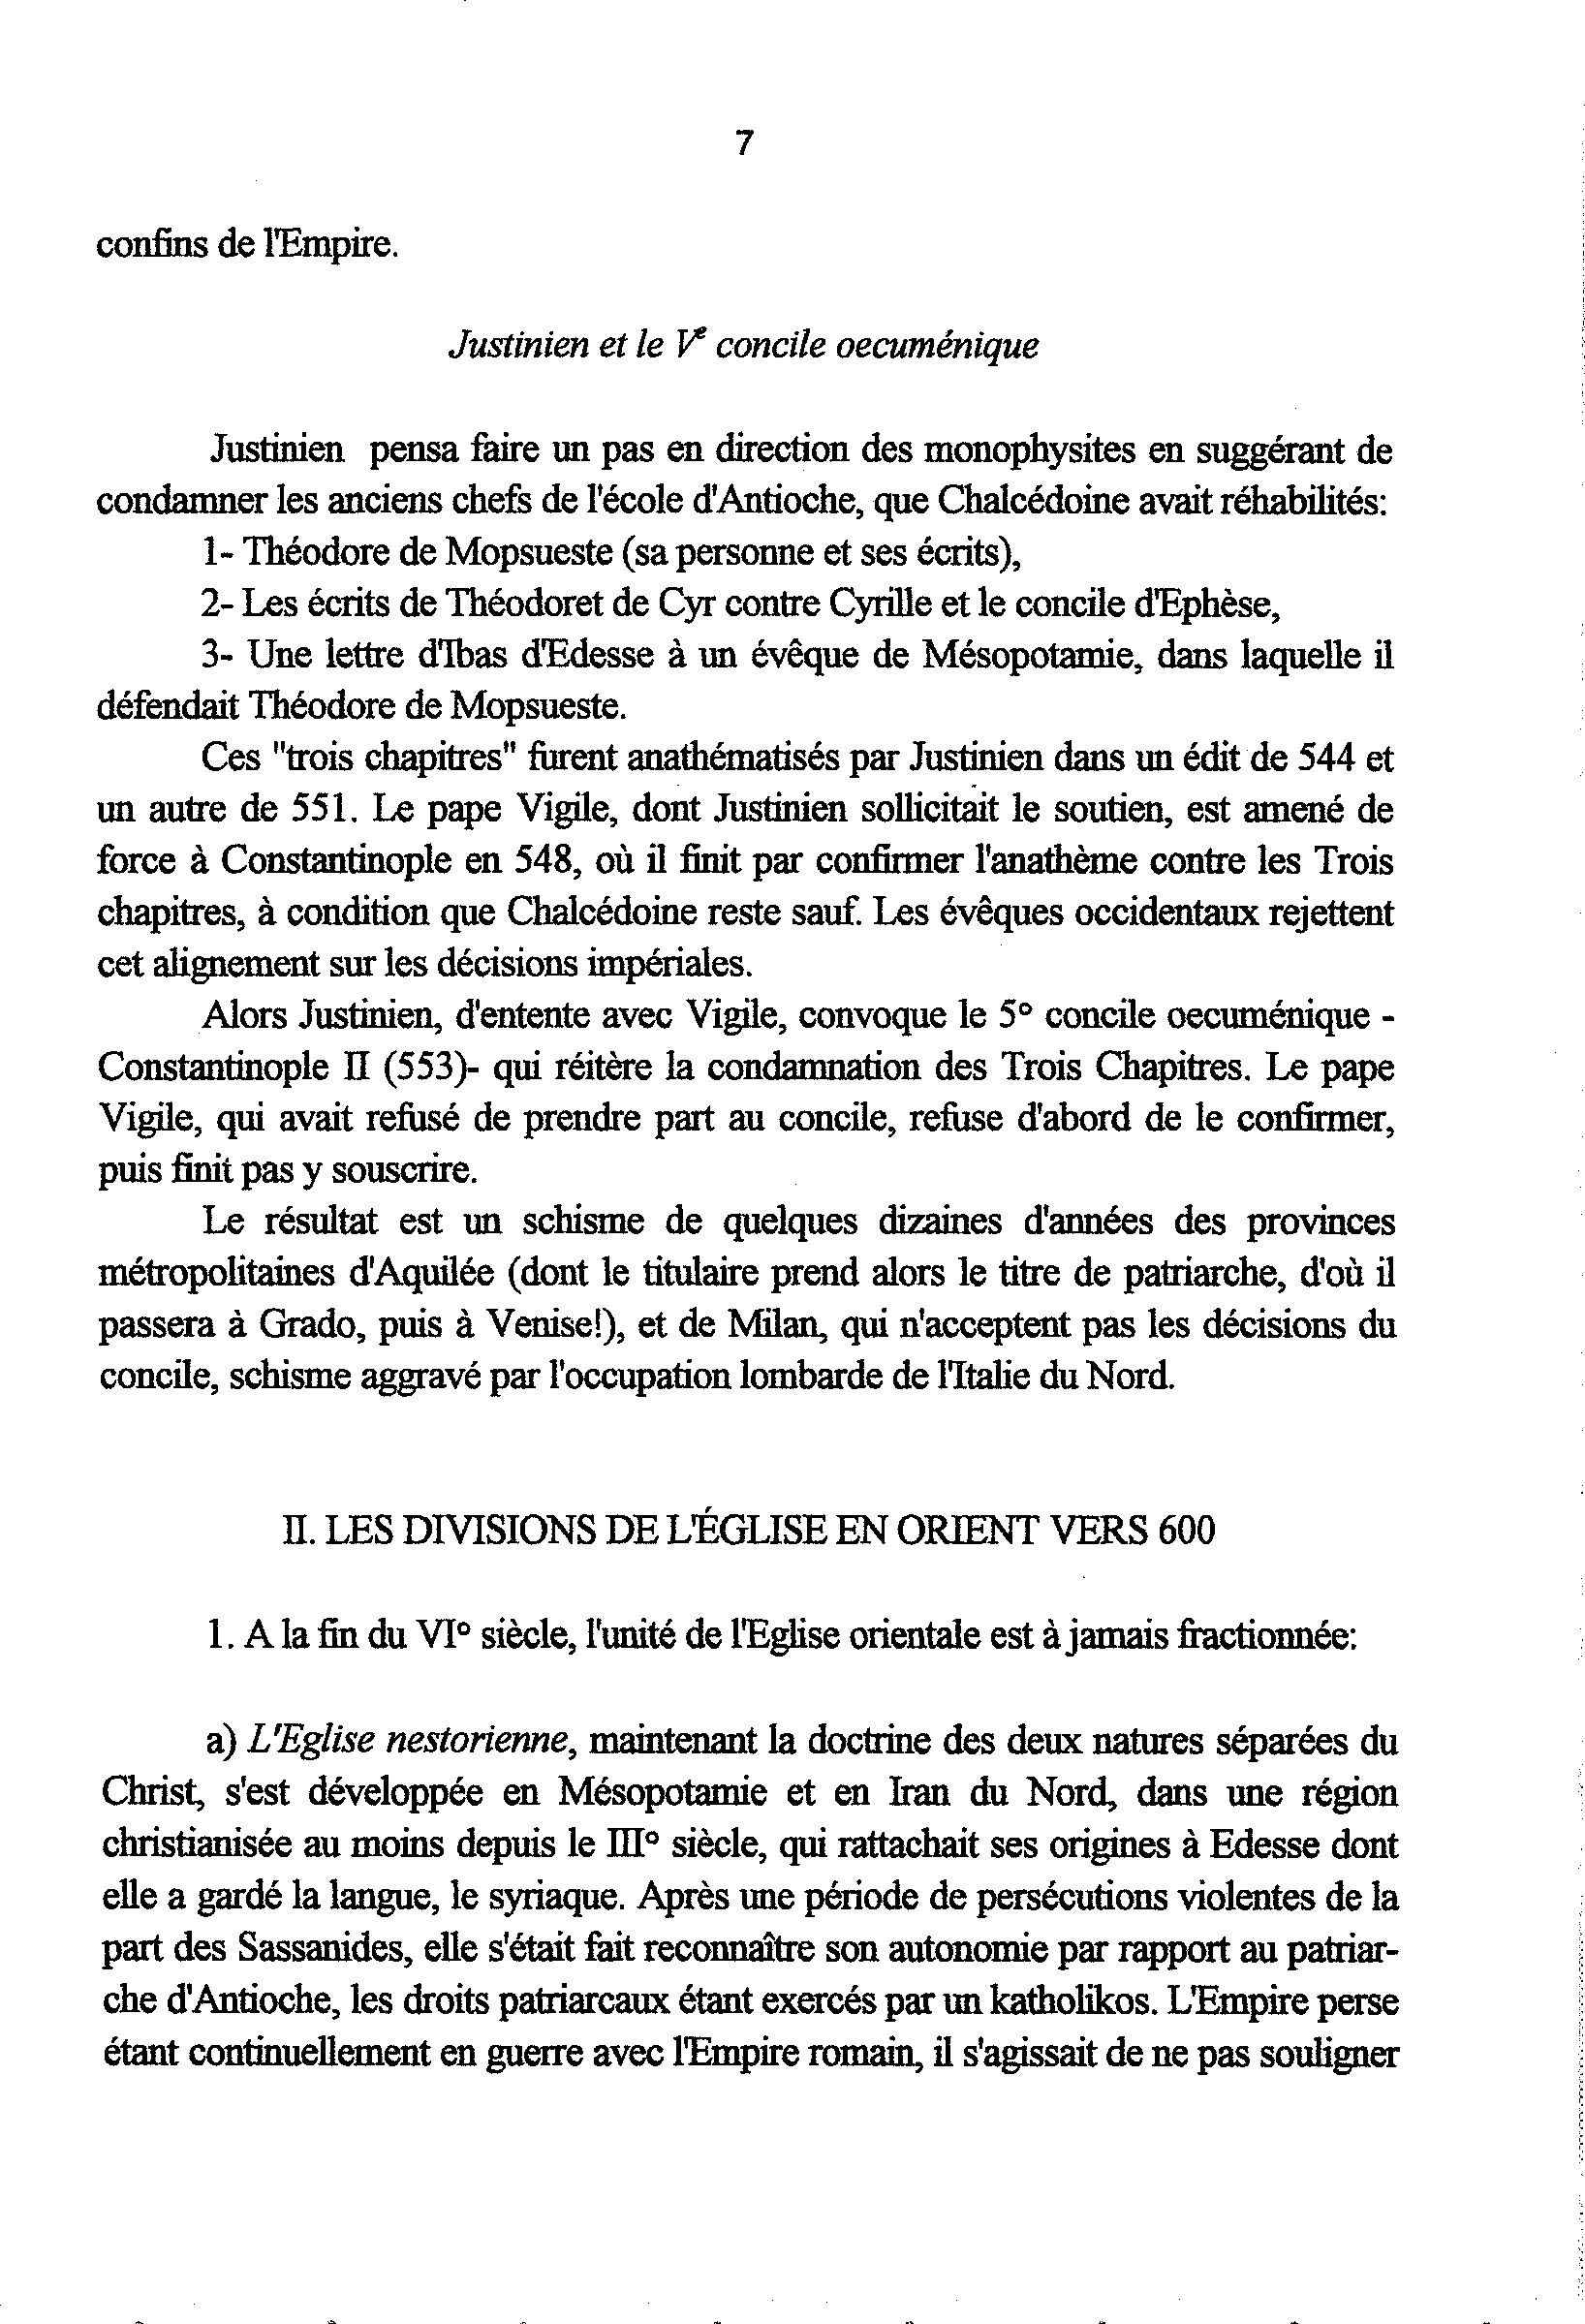 7
confins de l'Empire.
Justinien et le Vᵉ concile oecuménique
Justinien pensa faire un pas en direction des monophysites en suggérant de
condamner les anciens chefs de l'école d'Antioche, que Chalcédoine avait réhabilités:
1- Théodore de Mopsueste (sa personne et ses écrits),
2- Les écrits de Théodoret de Cyr contre Cyrille et le concile d'Ephèse,
3- Une lettre d'Ibas d'Edesse à un évêque de Mésopotamie, dans laquelle il
défendait Théodore de Mopsueste.
Ces "trois chapitres" furent anathématisés par Justinien dans un édit de 544 et
un autre de 551. Le pape Vigile, dont Justinien sollicitait le soutien, est amené de
force à Constantinople en 548, où il finit par confirmer l'anathème contre les Trois
chapitres, à condition que Chalcédoine reste sauf. Les évêques occidentaux rejettent
cet alignement sur les décisions impériales.
Alors Justinien, d'entente avec Vigile, convoque le 5° concile oecuménique -
Constantinople II (553)- qui réitère la condamnation des Trois Chapitres. Le pape
Vigile, qui avait refusé de prendre part au concile, refuse d'abord de le confirmer,
puis finit pas y souscrire.
Le résultat est un schisme de quelques dizaines d'années des provinces
métropolitaines d'Aquilée (dont le titulaire prend alors le titre de patriarche, d'où il
passera à Grado, puis à Venise!), et de Milan, qui n'acceptent pas les décisions du
concile, schisme aggravé par l'occupation lombarde de l'Italie du Nord.
II. LES DIVISIONS DE L'ÉGLISE EN ORIENT VERS 600
1. A la fin du VI° siècle, l'unité de l'Eglise orientale est à jamais fractionnée:
a) L'Eglise nestorienne, maintenant la doctrine des deux natures séparées du
Christ, s'est développée en Mésopotamie et en Iran du Nord, dans une région
christianisée au moins depuis le III° siècle, qui rattachait ses origines à Edesse dont
elle a gardé la langue, le syriaque. Après une période de persécutions violentes de la
part des Sassanides, elle s'était fait reconnaître son autonomie par rapport au patriar-
che d'Antioche, les droits patriarcaux étant exercés par un katholikos. L'Empire perse
étant continuellement en guerre avec l'Empire romain, il s'agissait de ne pas souligner